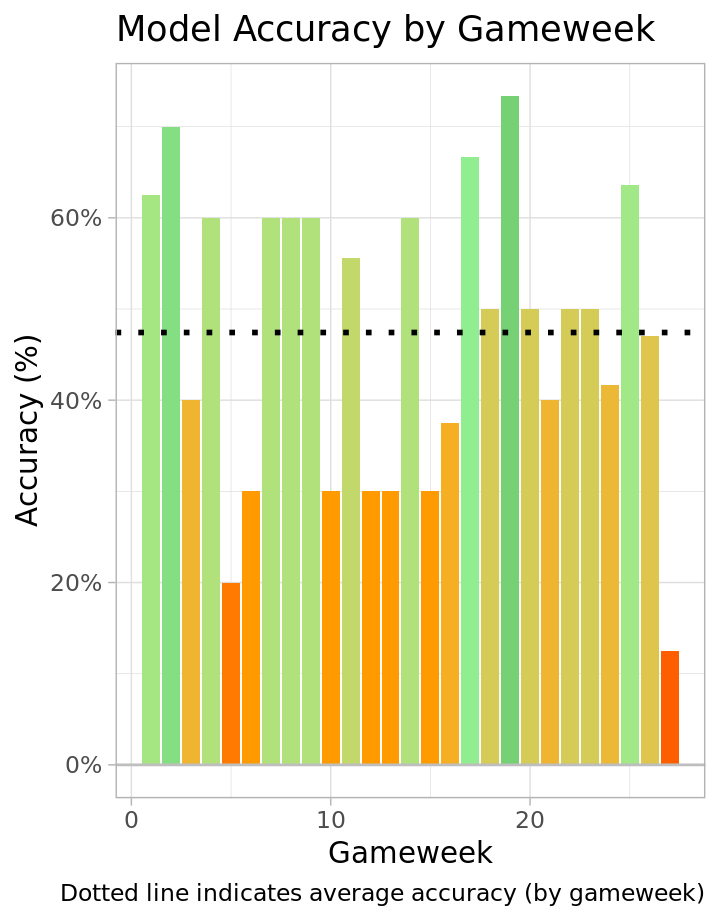 Model Accuracy by Gameweek
Accuracy (%)
60%
40%
20%
0%
0 10 20
Gameweek
Dotted line indicates average accuracy (by gameweek)